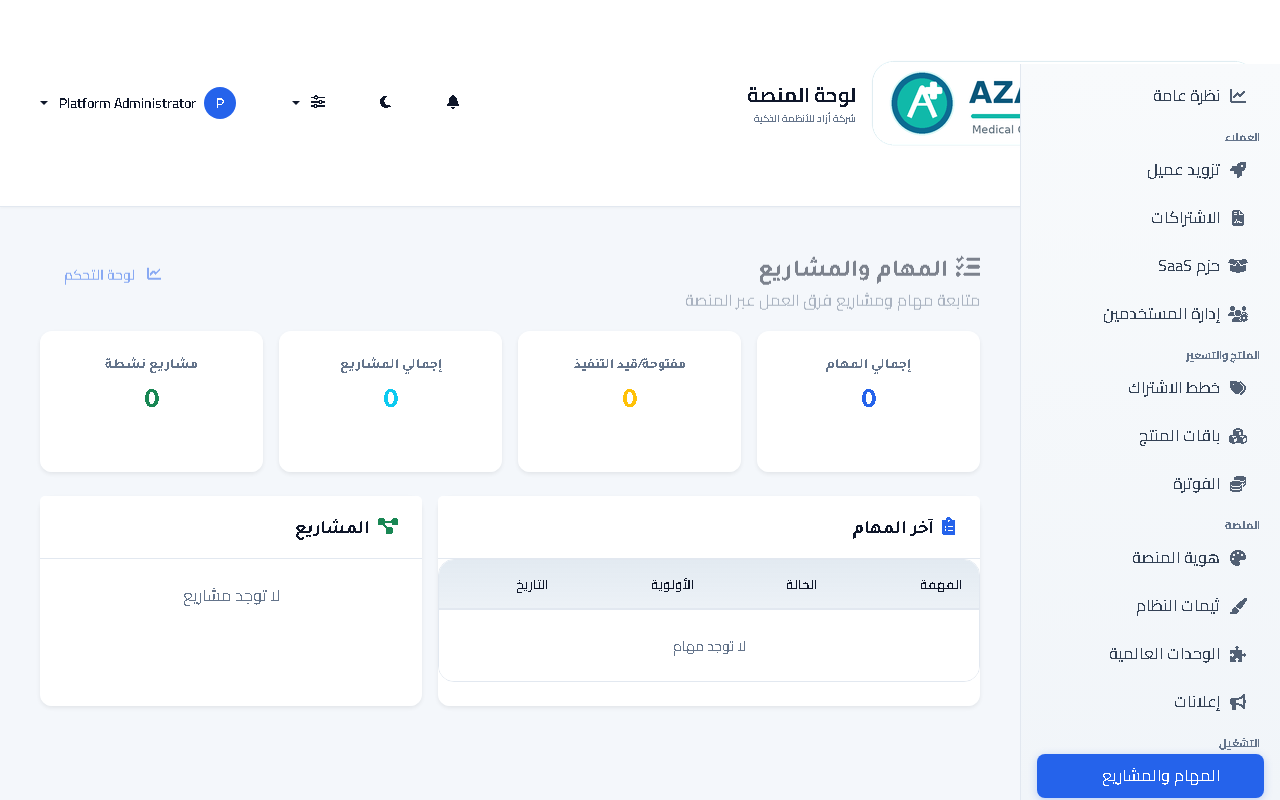 AZA
Medical
لوحة المنصة
شركة أزاد للأنظمة الذكية
P
Platform Administrator
نظرة عامة
العملاء
تزويد عميل
الاشتراكات
حزم SaaS
إدارة المستخدمين
المنتج والتسعير
خطط الاشتراك
باقات المنتج
الفوترة
المنصة
هوية المنصة
ثيمات النظام
الوحدات العالمية
إعلانات
التشغيل
المهام والمشاريع
المهام والمشاريع
متابعة مهام ومشاريع فرق العمل عبر المنصة
لوحة التحكم
إجمالي المهام
0
مفتوحة/قيد التنفيذ
0
إجمالي المشاريع
0
مشاريع نشطة
0
آخر المهام
المهمة الحالة الأولوية التاريخ
لا توجد مهام
المشاريع
لا توجد مشاريع